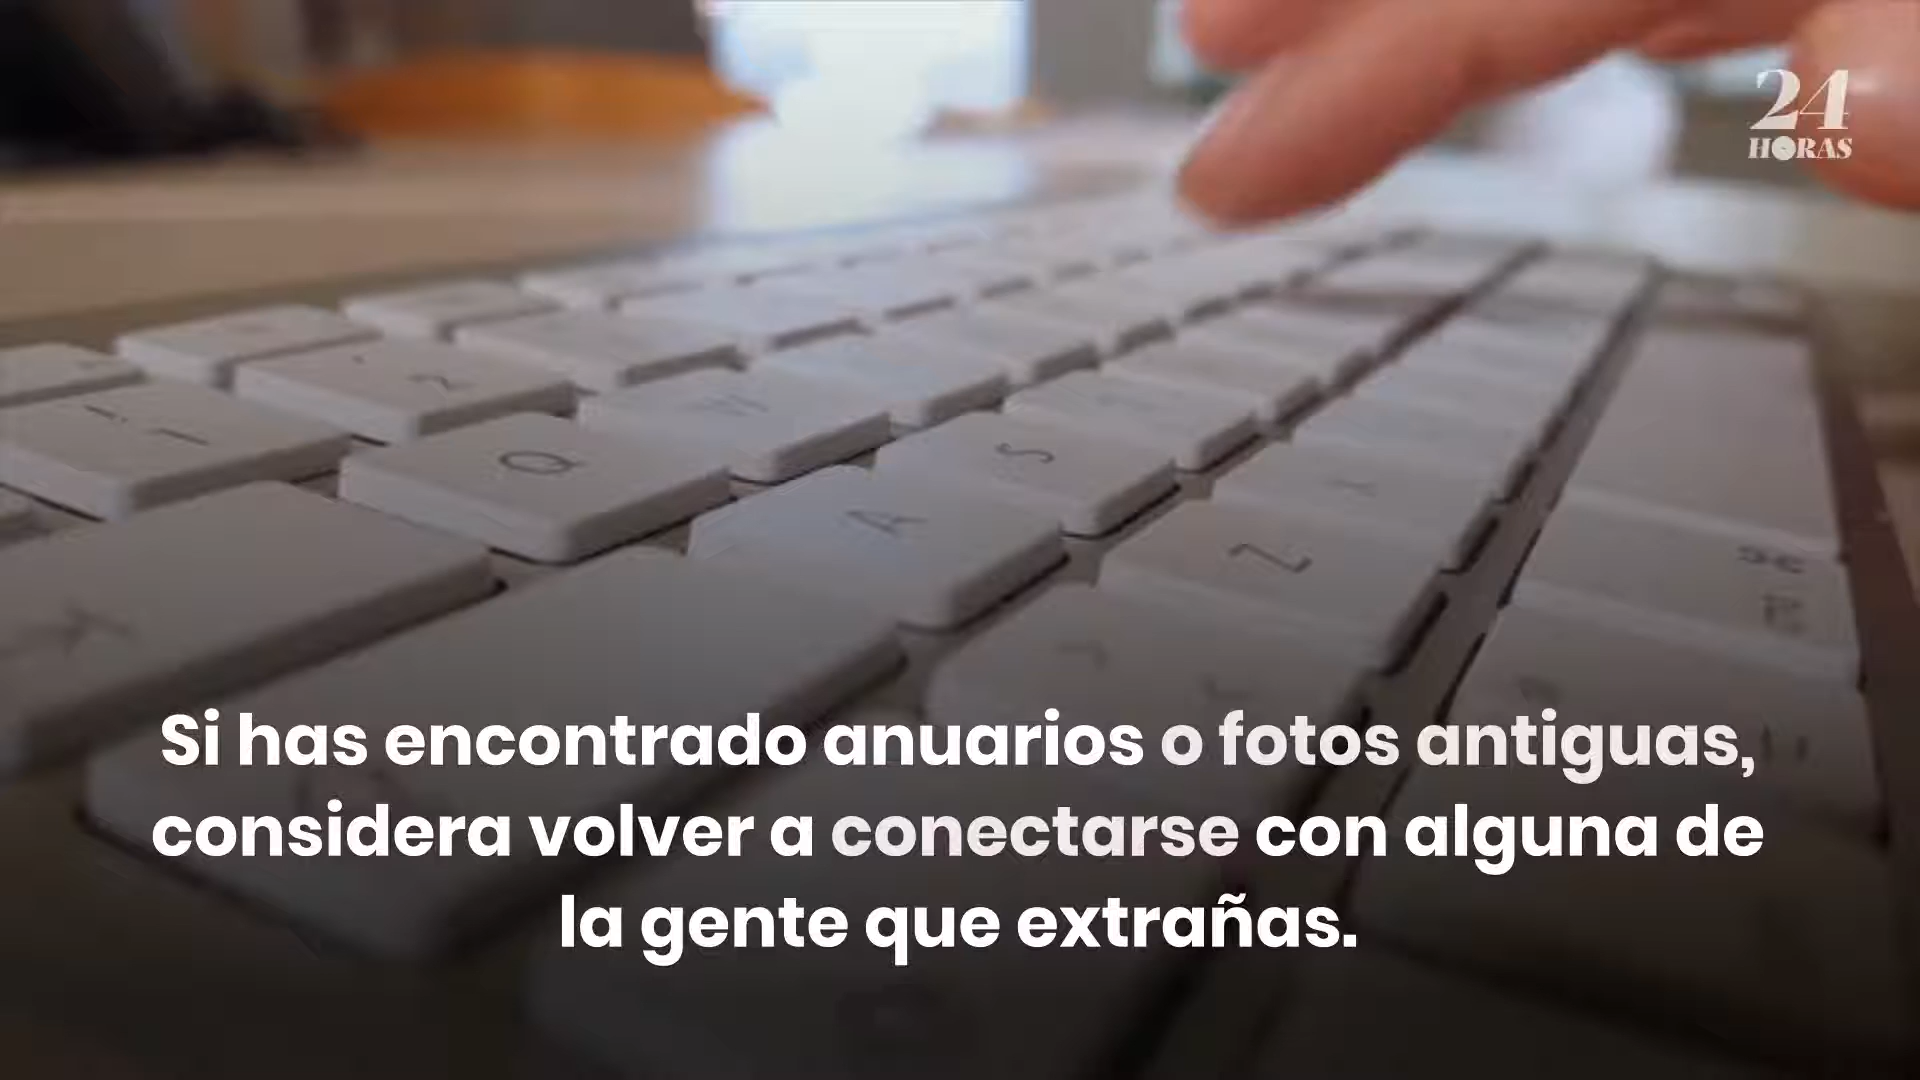 24
HORAS
Q
S
A
Z
Si has encontrado anuarios o fotos antiguas,
considera volver a conectarse con alguna de
la gente que extrañas.